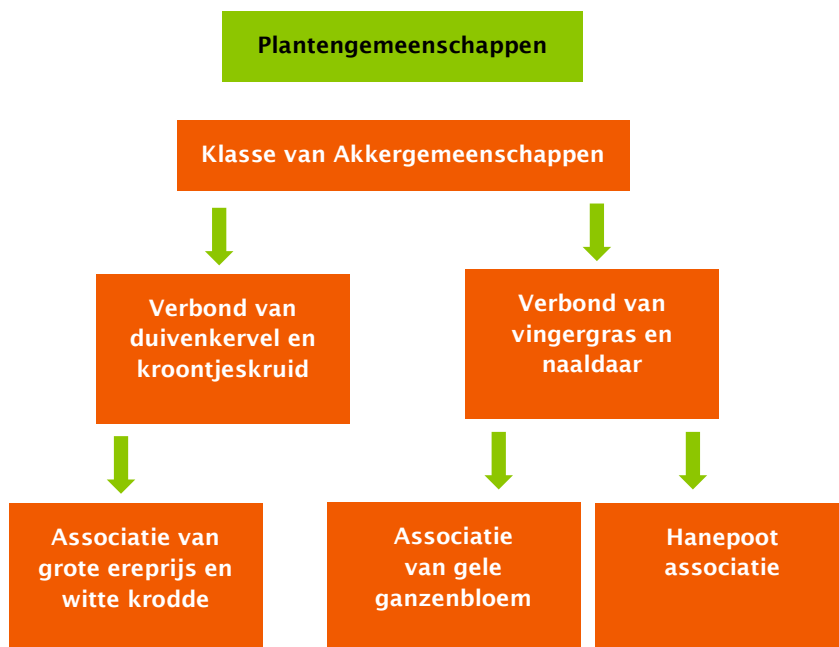 Plantengemeenschappen
Klasse van Akkergemeenschappen
Verbond van
duivenkervel en
kroontjeskruid
Verbond van
vingergras en
naaldaar
Associatie van
grote ereprijs en
witte krodde
Associatie
van gele
ganzenbloem
Hanepoot
associatie